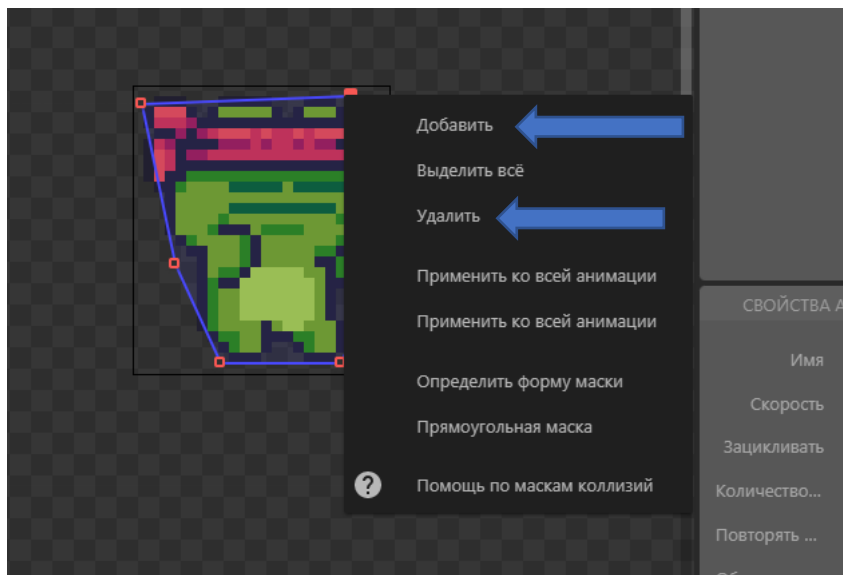 Добавить
Выделить всё
Удалить
Применить ко всей анимации
Применить ко всей анимации
Определить форму маски
Прямоугольная маска
? Помощь по маскам коллизий
СВОЙСТВА А
Имя
Скорость
Зацикливать
Количество...
Повторять ...